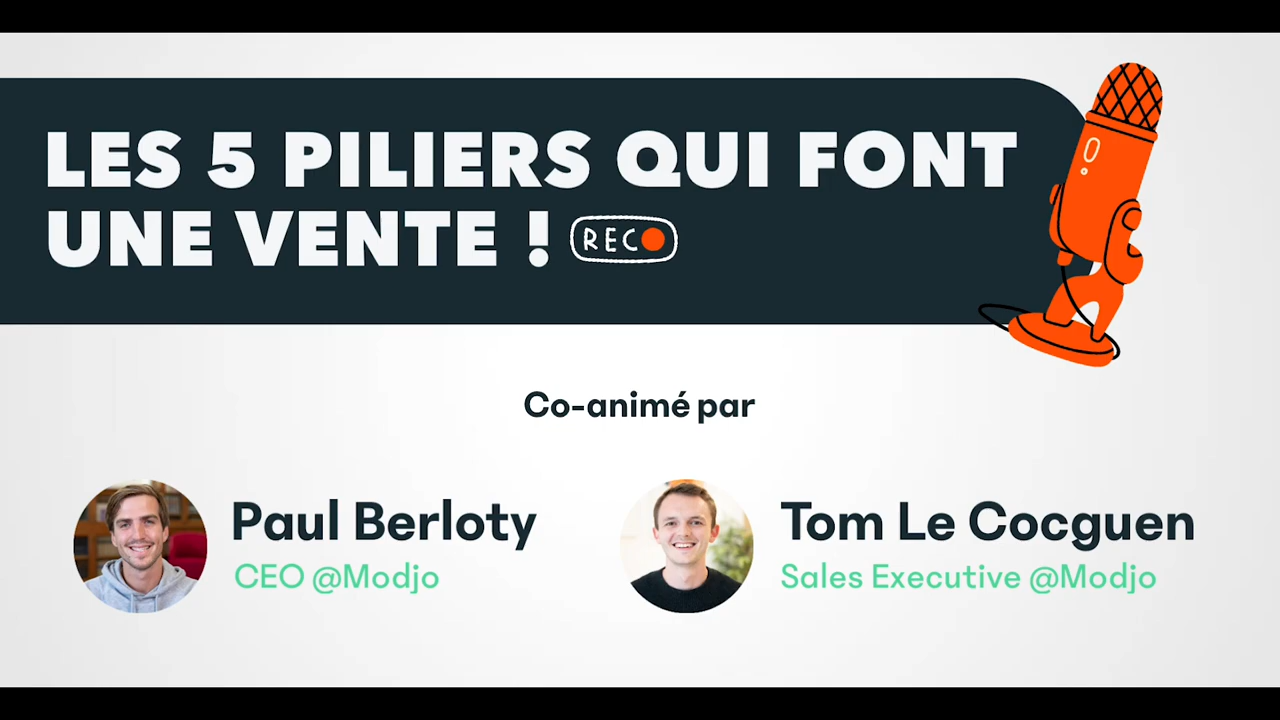 LES 5 PILIERS QUI FONT
UNE VENTE !
REC
Co-animé par
Paul Berloty
CEO @Modjo
Tom Le Cocguen
Sales Executive @Modjo